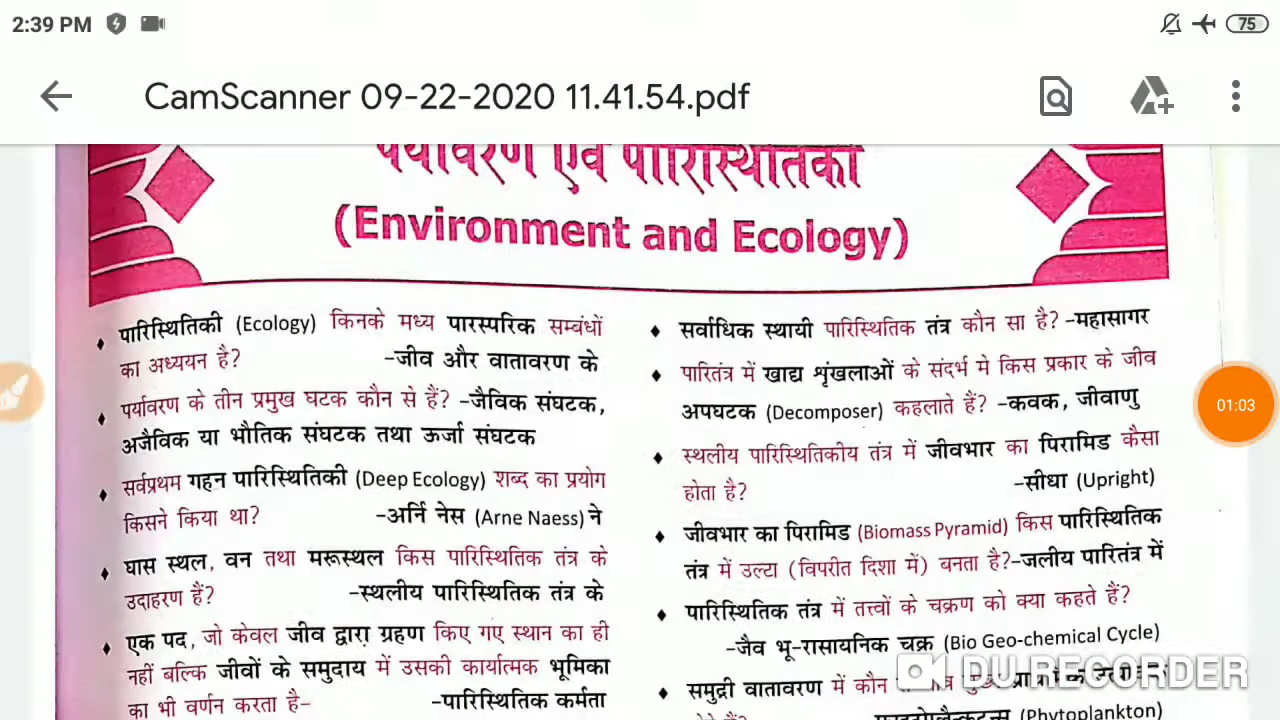 2:39 PM
75
CamScanner 09-22-2020 11.41.54.pdf
पर्यावरण एवं पारिस्थितिकी
(Environment and Ecology)
पारिस्थितिकी (Ecology) किनके मध्य पारस्परिक सम्बंधों
का अध्ययन है? -जीव और वातावरण के
पर्यावरण के तीन प्रमुख घटक कौन से हैं? -जैविक संघटक,
अजैविक या भौतिक संघटक तथा ऊर्जा संघटक
सर्वप्रथम गहन पारिस्थितिकी (Deep Ecology) शब्द का प्रयोग
किसने किया था? -अर्नि नेस (Arne Naess) ने
घास स्थल, वन तथा मरूस्थल किस पारिस्थितिक तंत्र के
उदाहरण हैं? -स्थलीय पारिस्थितिक तंत्र के
एक पद, जो केवल जीव द्वारा ग्रहण किए गए स्थान का ही
नहीं बल्कि जीवों के समुदाय में उसकी कार्यात्मक भूमिका
का भी वर्णन करता है- -पारिस्थितिक कर्मता
सर्वाधिक स्थायी पारिस्थितिक तंत्र कौन सा है? -महासागर
पारितंत्र में खाद्य शृंखलाओं के संदर्भ मे किस प्रकार के जीव
अपघटक (Decomposer) कहलाते हैं? -कवक, जीवाणु
स्थलीय पारिस्थितिकीय तंत्र में जीवभार का पिरामिड कैसा
होता है? -सीधा (Upright)
जीवभार का पिरामिड (Biomass Pyramid) किस पारिस्थितिक
तंत्र में उल्टा (विपरीत दिशा में) बनता है?-जलीय पारितंत्र में
पारिस्थितिक तंत्र में तत्त्वों के चक्रण को क्या कहते हैं?
-जैव भू-रासायनिक चक्र (Bio Geo-chemical Cycle)
समुद्री वातावरण में कौन
(Phytoplankton)
01:03
DU RECORDER